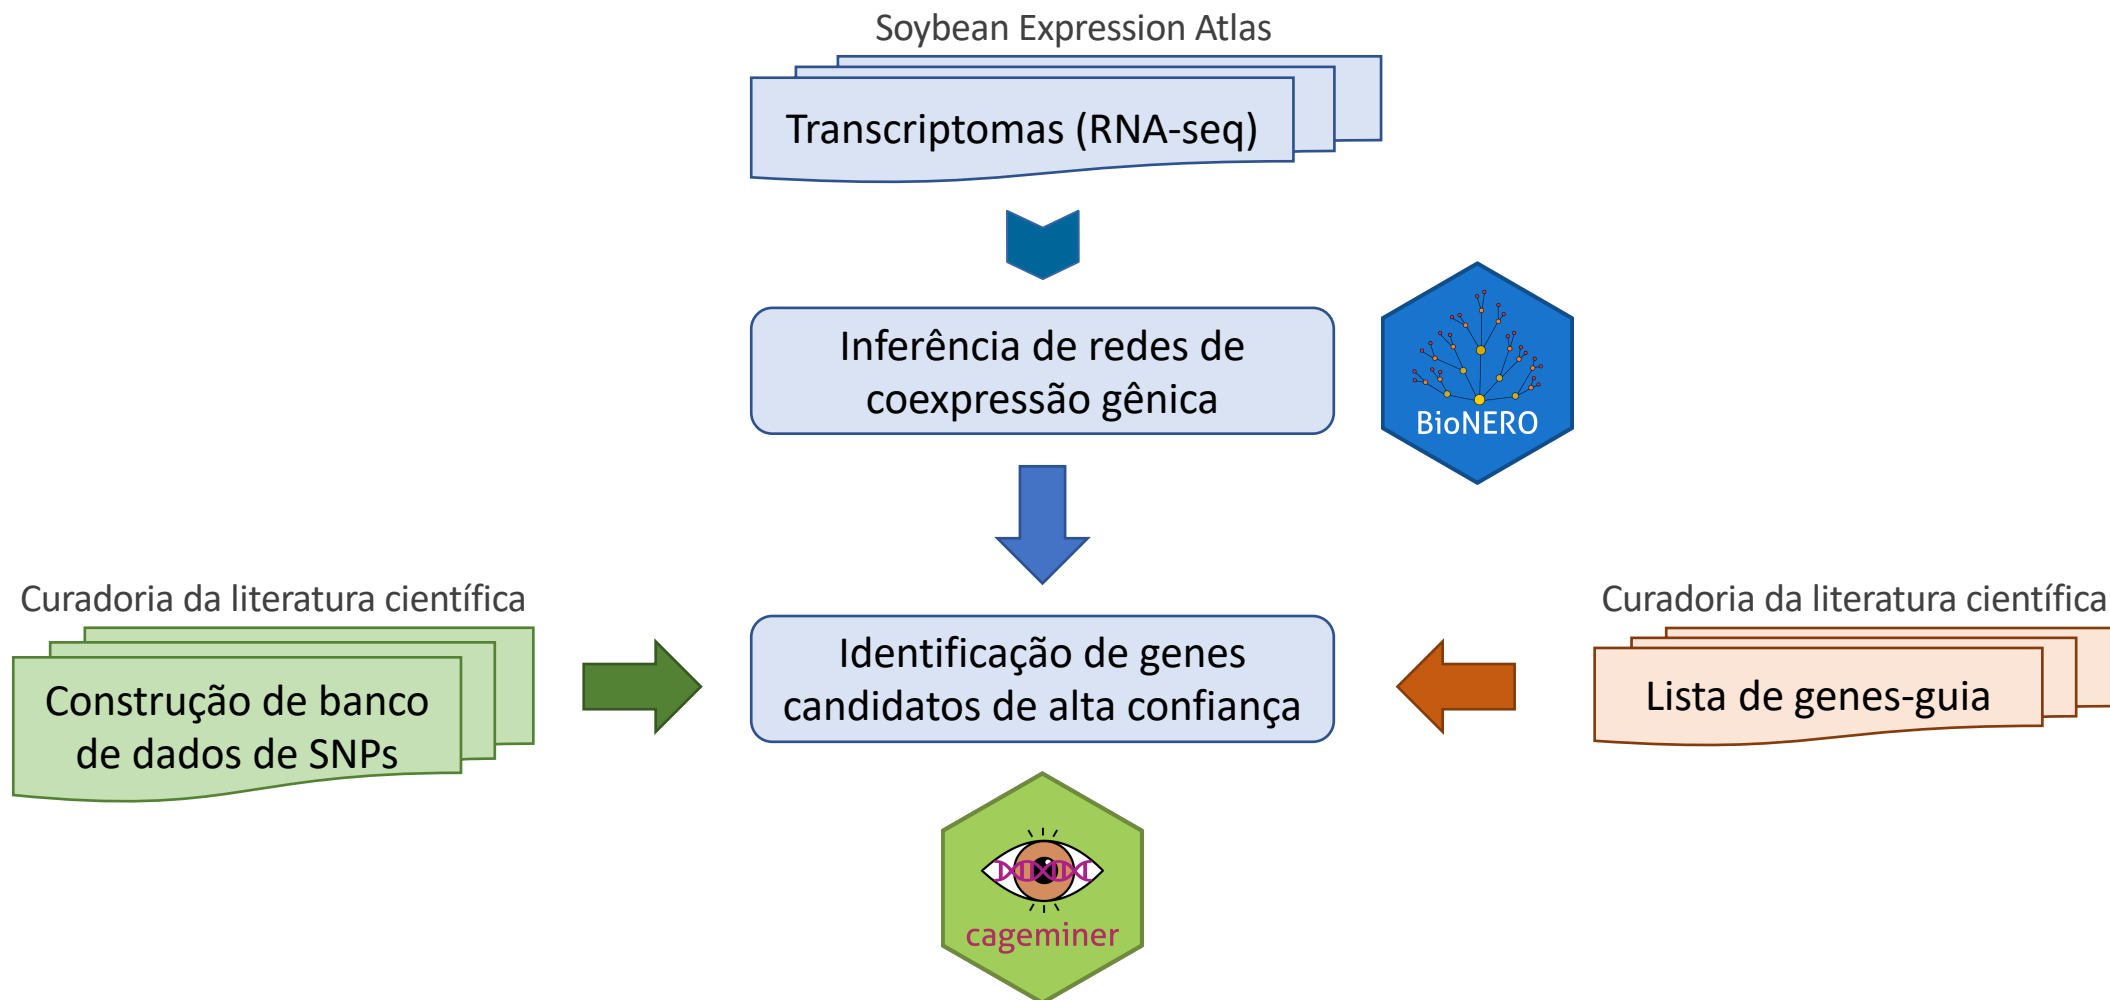 Soybean Expression Atlas
Transcriptomas (RNA-seq)
Inferência de redes de
coexpressão gênica
BioNERO
Curadoria da literatura científica
Construção de banco
de dados de SNPs
Identificação de genes
candidatos de alta confiança
Curadoria da literatura científica
Lista de genes-guia
cageminer